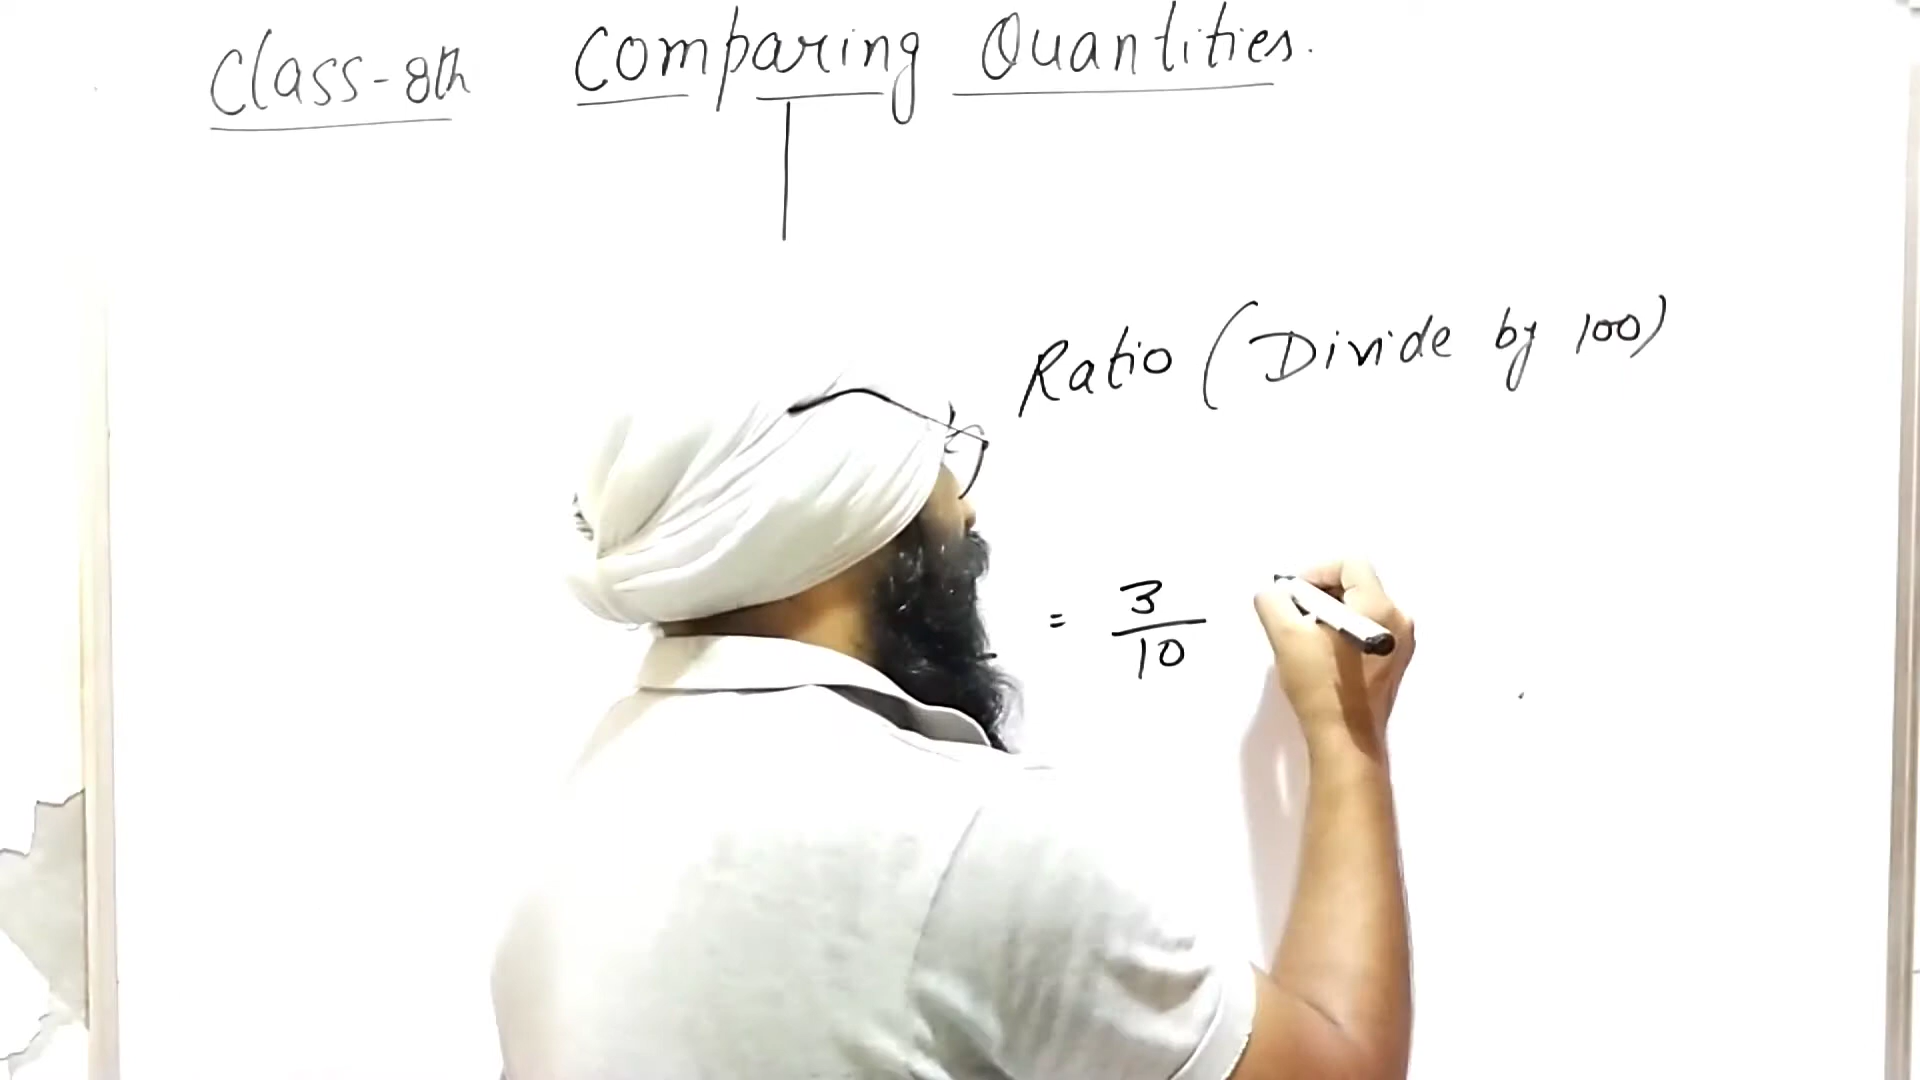 Class-8th Comparing Quantities.
Ratio (Divide by 100)
= 3/10